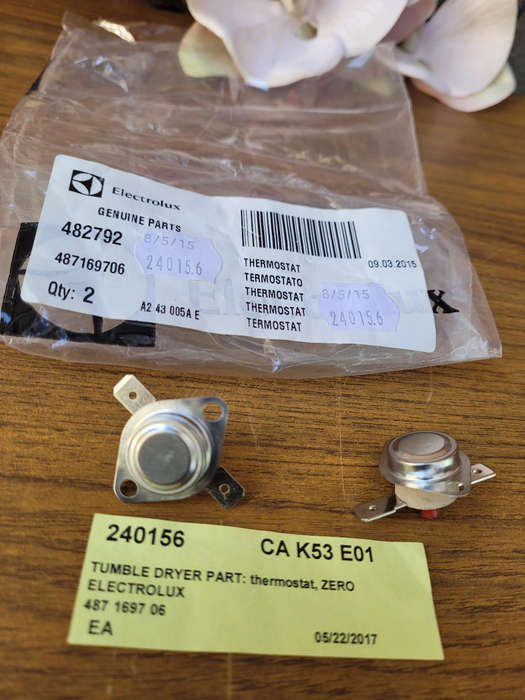 Electrolux
GENUINE PARTS
482792
487169706
Qty: 2
A2 43 005A E
8/5/15
24015.6
THERMOSTAT
TERMOSTATO
THERMOSTAT
THERMOSTAT
TERMOSTAT
09.03.2015
8/5/15
24015.6
240156
CA K53 E01
TUMBLE DRYER PART: thermostat, ZERO
ELECTROLUX
487 1697 06
EA
05/22/2017